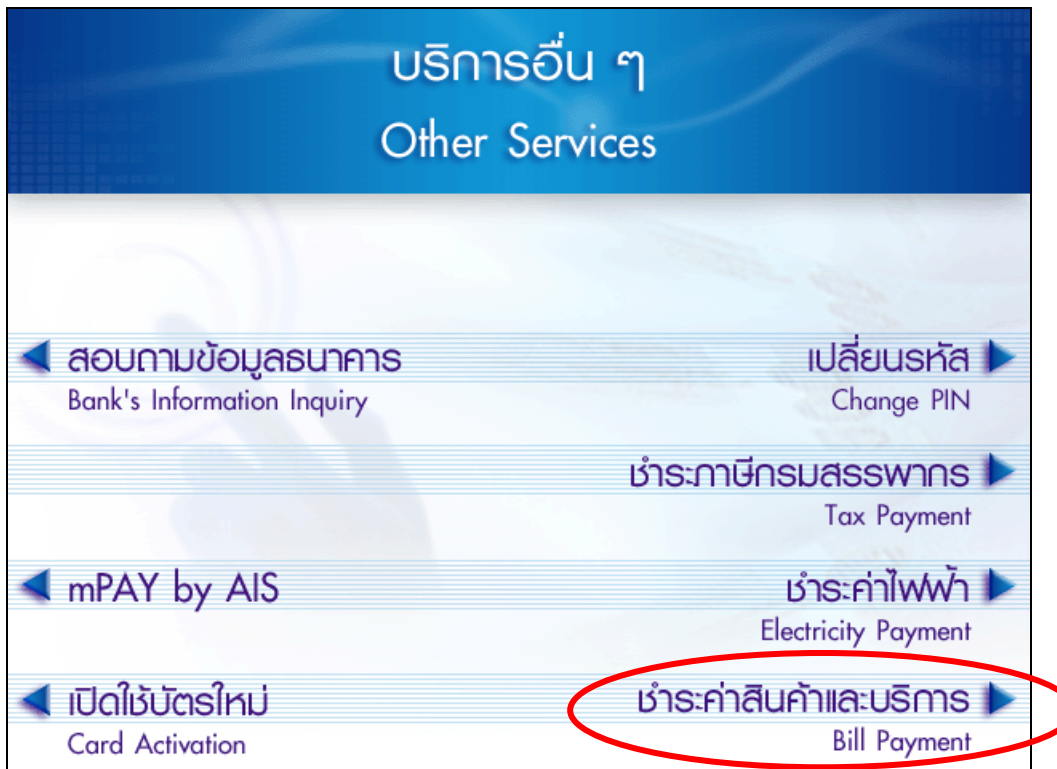 บริการอื่น ๆ
Other Services
สอบถามข้อมูลธนาคาร
Bank's Information Inquiry
เปลี่ยนรหัส
Change PIN
ชำระภาษีกรมสรรพากร
Tax Payment
mPAY by AIS
ชำระค่าไฟฟ้า
Electricity Payment
เปิดใช้บัตรใหม่
Card Activation
ชำระค่าสินค้าและบริการ
Bill Payment